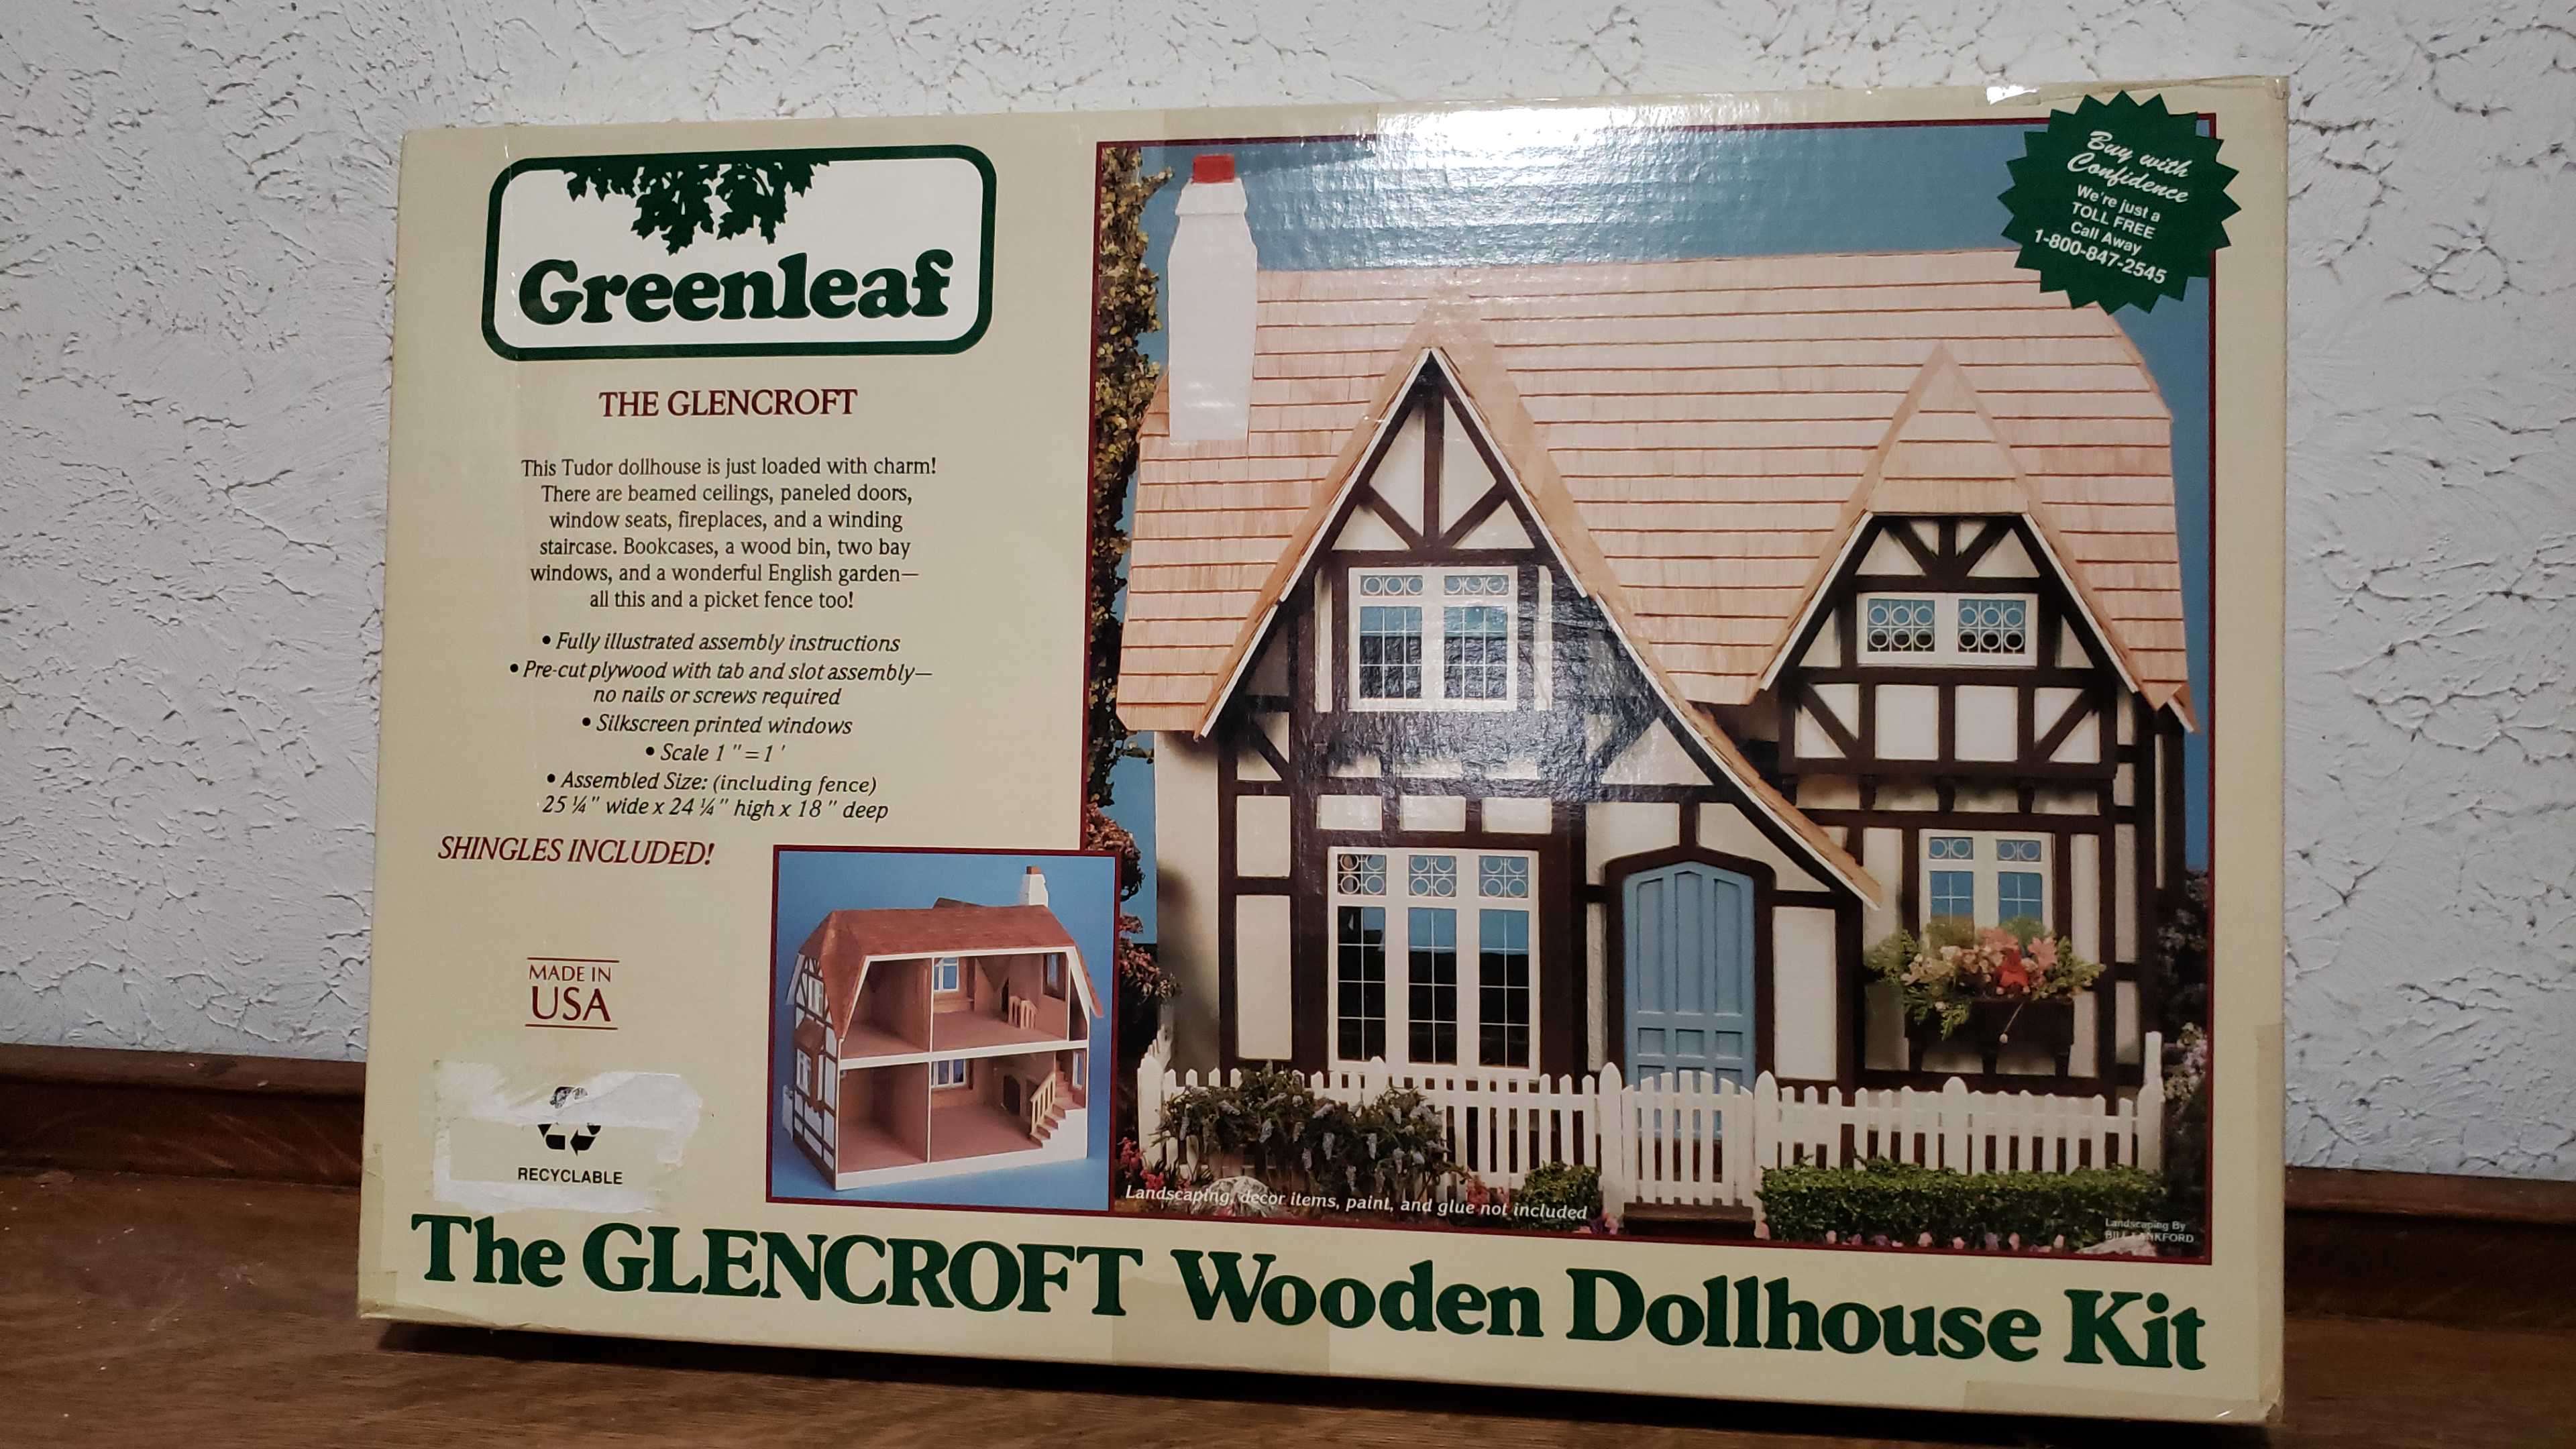 Greenleaf
THE GLENCROFT
This Tudor dollhouse is just loaded with charm!
There are beamed ceilings, paneled doors,
window seats, fireplaces, and a winding
staircase. Bookcases, a wood bin, two bay
windows, and a wonderful English garden—
all this and a picket fence too!
• Fully illustrated assembly instructions
• Pre-cut plywood with tab and slot assembly—
no nails or screws required
• Silkscreen printed windows
• Scale 1" = 1'
• Assembled Size: (including fence)
25 ¼" wide x 24 ¼" high x 18" deep
SHINGLES INCLUDED!
MADE IN
USA
RECYCLABLE
Buy with
Confidence
We're just a
TOLL FREE
Call Away
1-800-847-2545
Landscaping, decor items, paint, and glue not included
Landscaping By
The GLENCROFT Wooden Dollhouse Kit